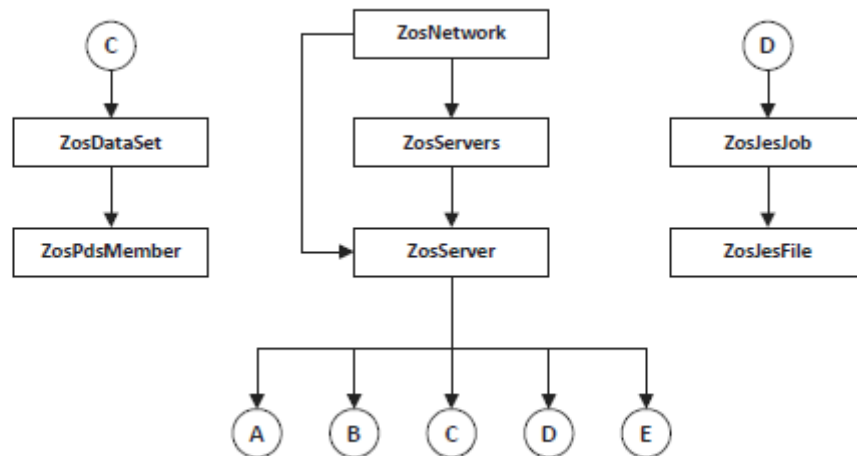 C
ZosNetwork
D
ZosDataSet
ZosServers
ZosJesJob
ZosPdsMember
ZosServer
ZosJesFile
A
B
C
D
E